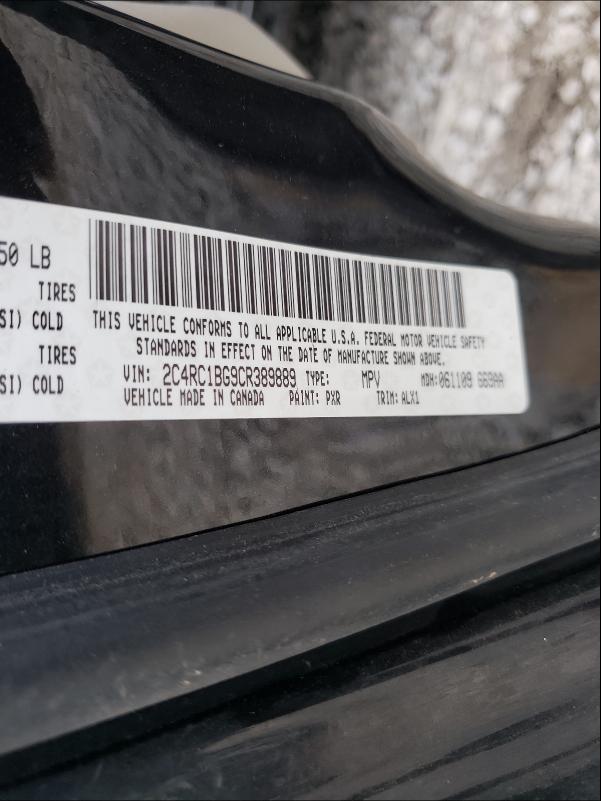 50 LB
TIRES
SI) COLD
TIRES
SI) COLD
THIS VEHICLE CONFORMS TO ALL APPLICABLE U.S.A. FEDERAL MOTOR VEHICLE SAFETY
STANDARDS IN EFFECT ON THE DATE OF MANUFACTURE SHOWN ABOVE.
VIN: 2C4RC1BG9CR389889 TYPE: MPV MDH: 061109
VEHICLE MADE IN CANADA PAINT: PXR TRIM: ALX1